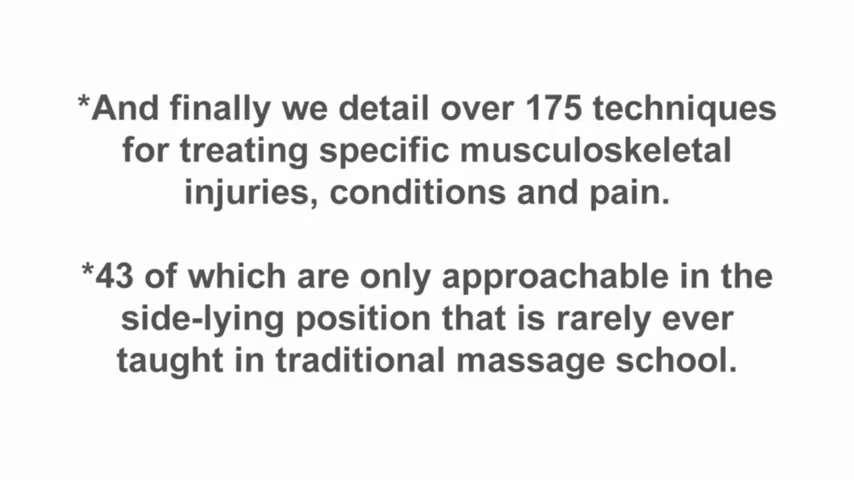 *And finally we detail over 175 techniques
for treating specific musculoskeletal
injuries, conditions and pain.
*43 of which are only approachable in the
side-lying position that is rarely ever
taught in traditional massage school.